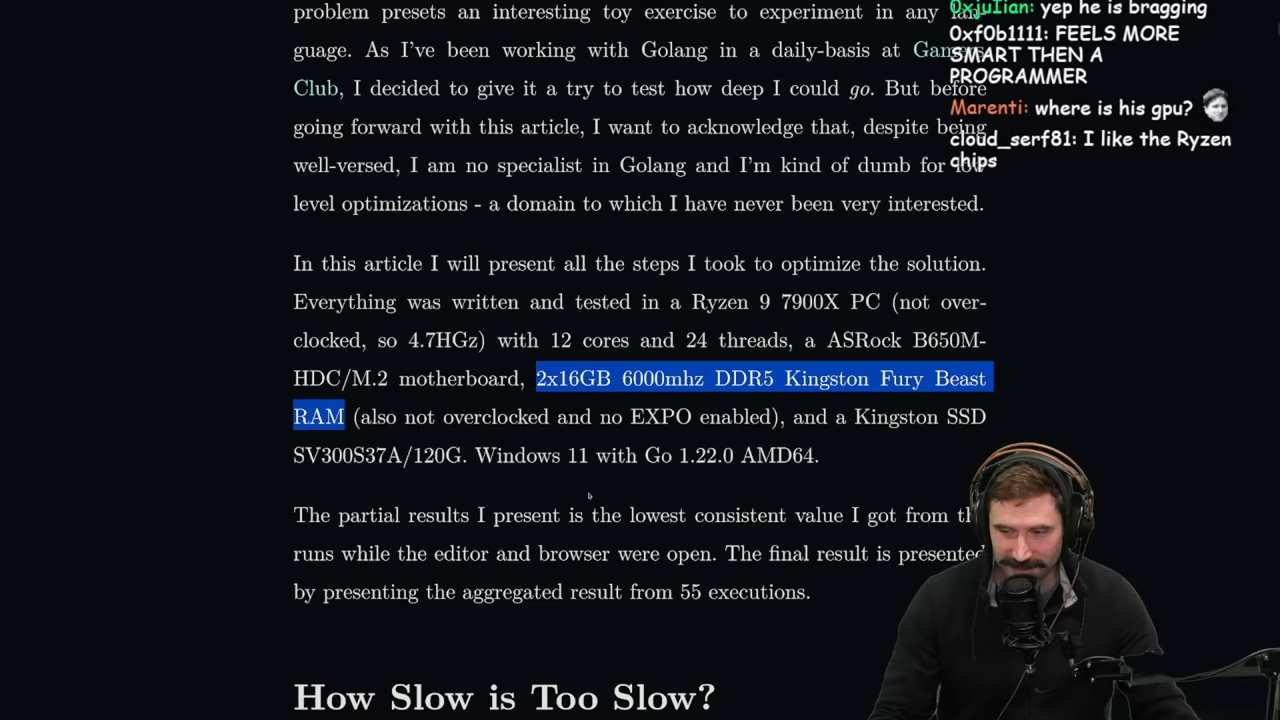 problem presets an interesting toy exercise to experiment in any lan-
guage. As I've been working with Golang in a daily-basis at Gamers
Club, I decided to give it a try to test how deep I could go. But before
going forward with this article, I want to acknowledge that, despite being
well-versed, I am no specialist in Golang and I'm kind of dumb for low
level optimizations - a domain to which I have never been very interested.
In this article I will present all the steps I took to optimize the solution.
Everything was written and tested in a Ryzen 9 7900X PC (not over-
clocked, so 4.7HGz) with 12 cores and 24 threads, a ASRock B650M-
HDC/M.2 motherboard, 2x16GB 6000mhz DDR5 Kingston Fury Beast
RAM (also not overclocked and no EXPO enabled), and a Kingston SSD
SV300S37A/120G. Windows 11 with Go 1.22.0 AMD64.
The partial results I present is the lowest consistent value I got from th
runs while the editor and browser were open. The final result is presented
by presenting the aggregated result from 55 executions.
How Slow is Too Slow?
0xjuIian: yep he is bragging
0xf0b1111: FEELS MORE
SMART THEN A
PROGRAMMER
Marenti: where is his gpu?
cloud_serf81: I like the Ryzen
chips